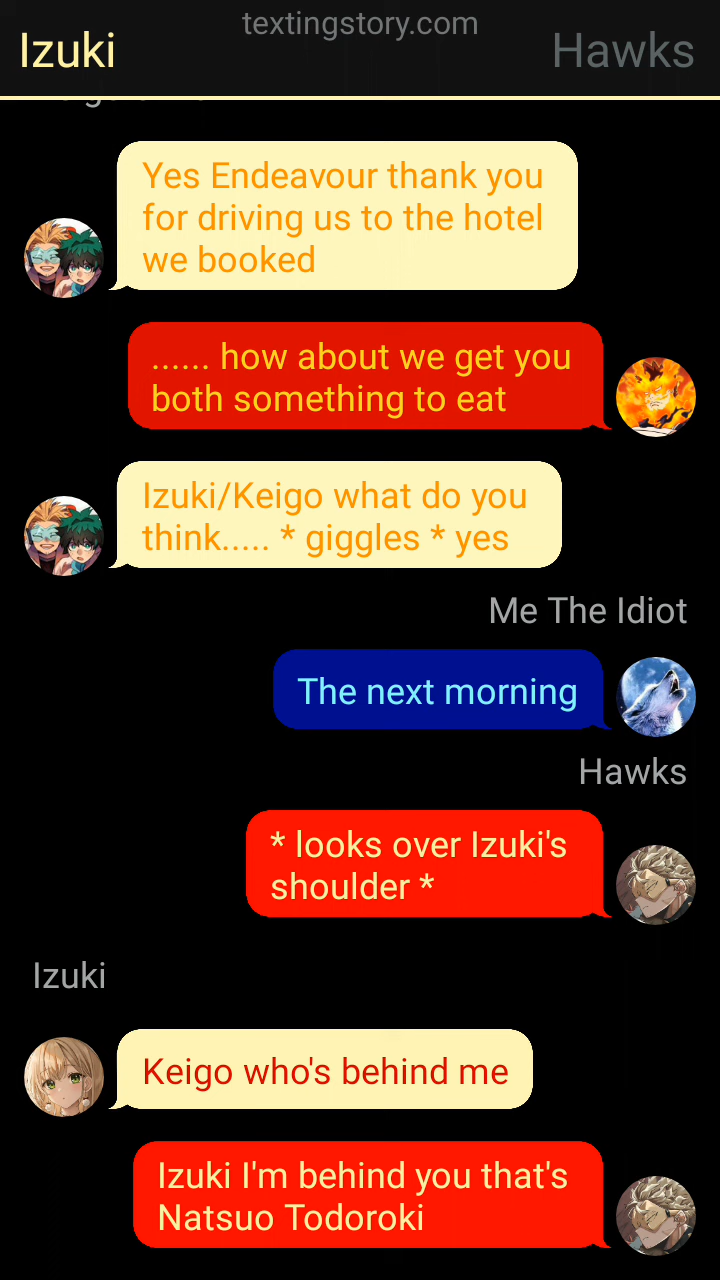 textingstory.com
Izuki
Hawks
Yes Endeavour thank you
for driving us to the hotel
we booked
...... how about we get you
both something to eat
Izuki/Keigo what do you
think..... * giggles * yes
Me The Idiot
The next morning
Hawks
* looks over Izuki's
shoulder *
Izuki
Keigo who's behind me
Izuki I'm behind you that's
Natsuo Todoroki